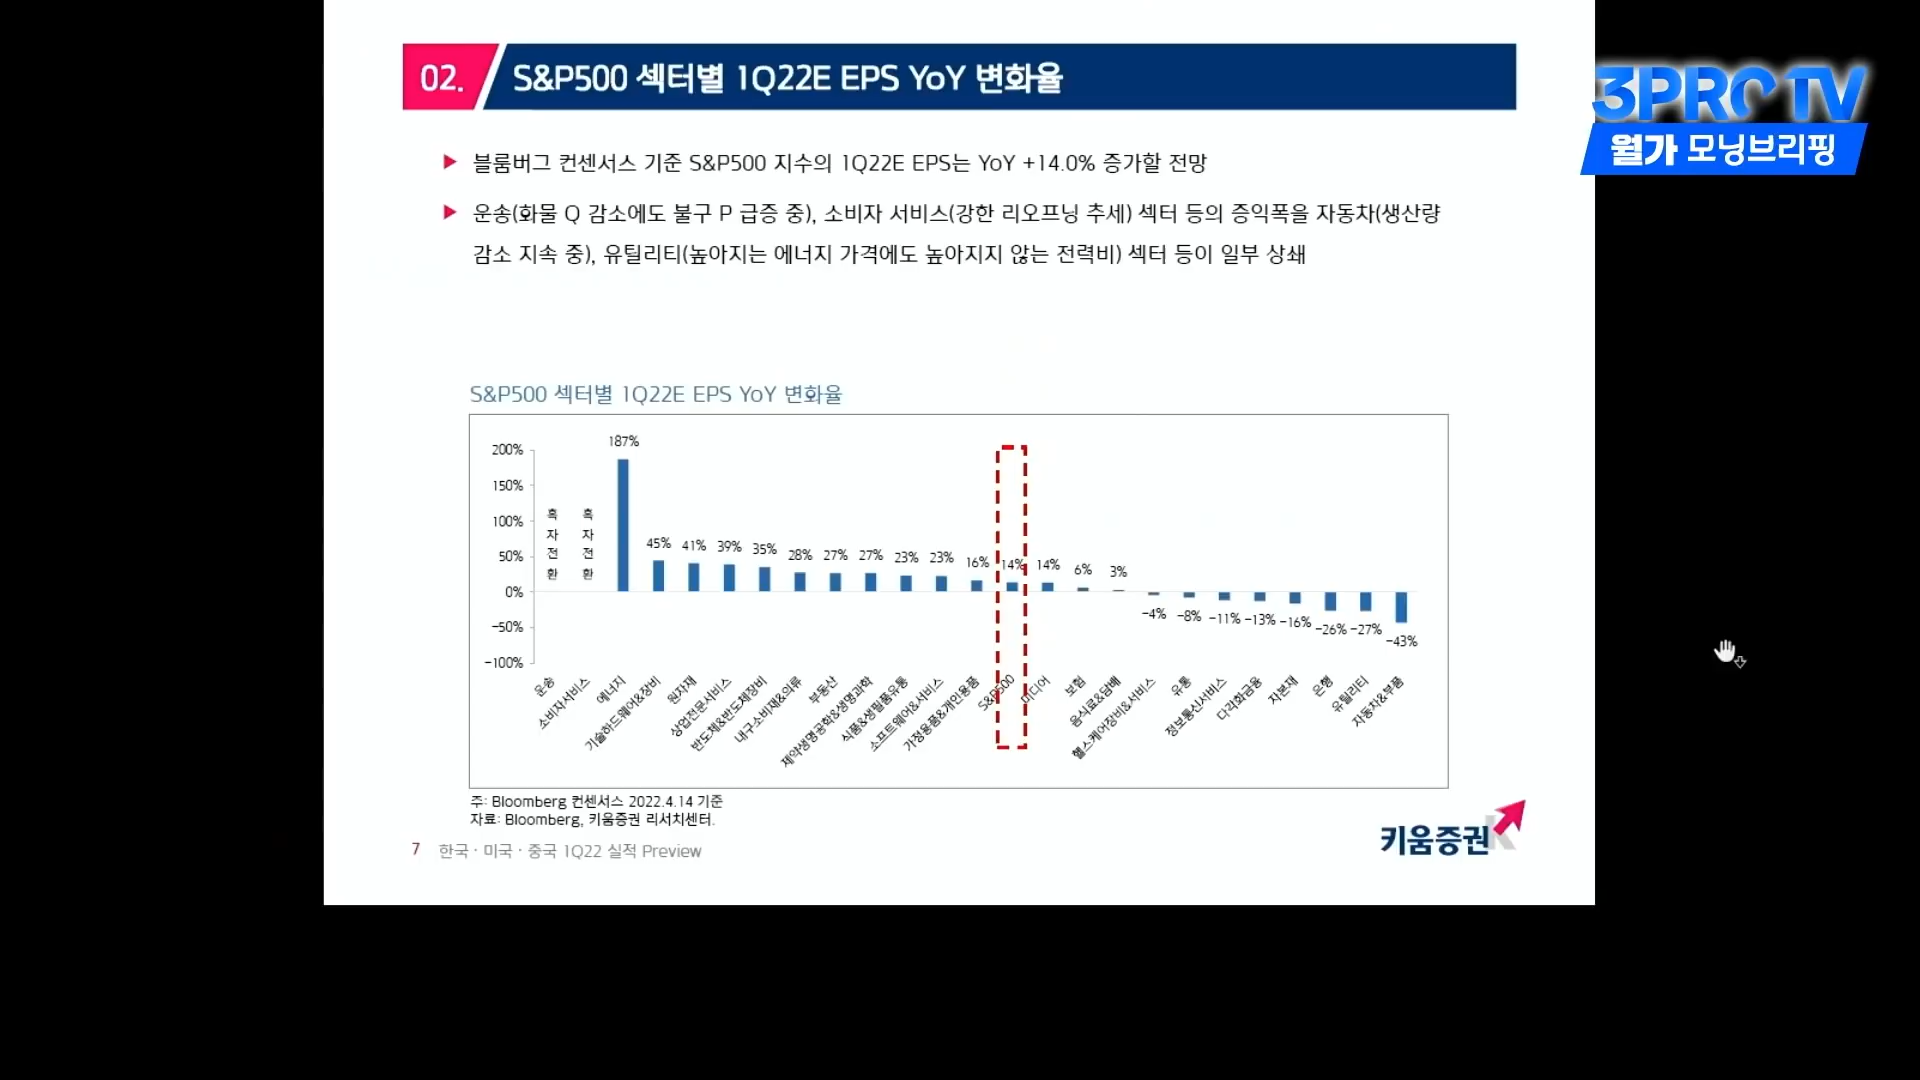 02. S&P500 섹터별 1Q22E EPS YoY 변화율
3PROTV
월가 모닝브리핑
▶ 블룸버그 컨센서스 기준 S&P500 지수의 1Q22E EPS는 YoY +14.0% 증가할 전망
▶ 운송(화물 Q 감소에도 불구 P 급증 중), 소비자 서비스(강한 리오프닝 추세) 섹터 등의 증익폭을 자동차(생산량
감소 지속 중), 유틸리티(높아지는 에너지 가격에도 높아지지 않는 전력비) 섹터 등이 일부 상쇄
S&P500 섹터별 1Q22E EPS YoY 변화율
200%
150%
100%
50%
0%
-50%
-100%
흑자전환
흑자전환
187%
45%
41%
39%
35%
28%
27%
27%
23%
23%
16%
14%
14%
6%
3%
-4%
-8%
-11%
-13%
-16%
-26%
-27%
-43%
운송
소비자서비스
에너지
기술하드웨어&장비
원자재
상업전문서비스
반도체&반도체장비
내구소비재&의류
부동산
제약생명공학&생명과학
식품&생필품유통
소프트웨어&서비스
가정용품&개인용품
S&P500
미디어
보험
음식료&담배
헬스케어장비&서비스
유통
정보통신서비스
다각화금융
자본재
은행
유틸리티
자동차&부품
주: Bloomberg 컨센서스 2022.4.14 기준
자료: Bloomberg, 키움증권 리서치센터.
7 한국 · 미국 · 중국 1Q22 실적 Preview
키움증권